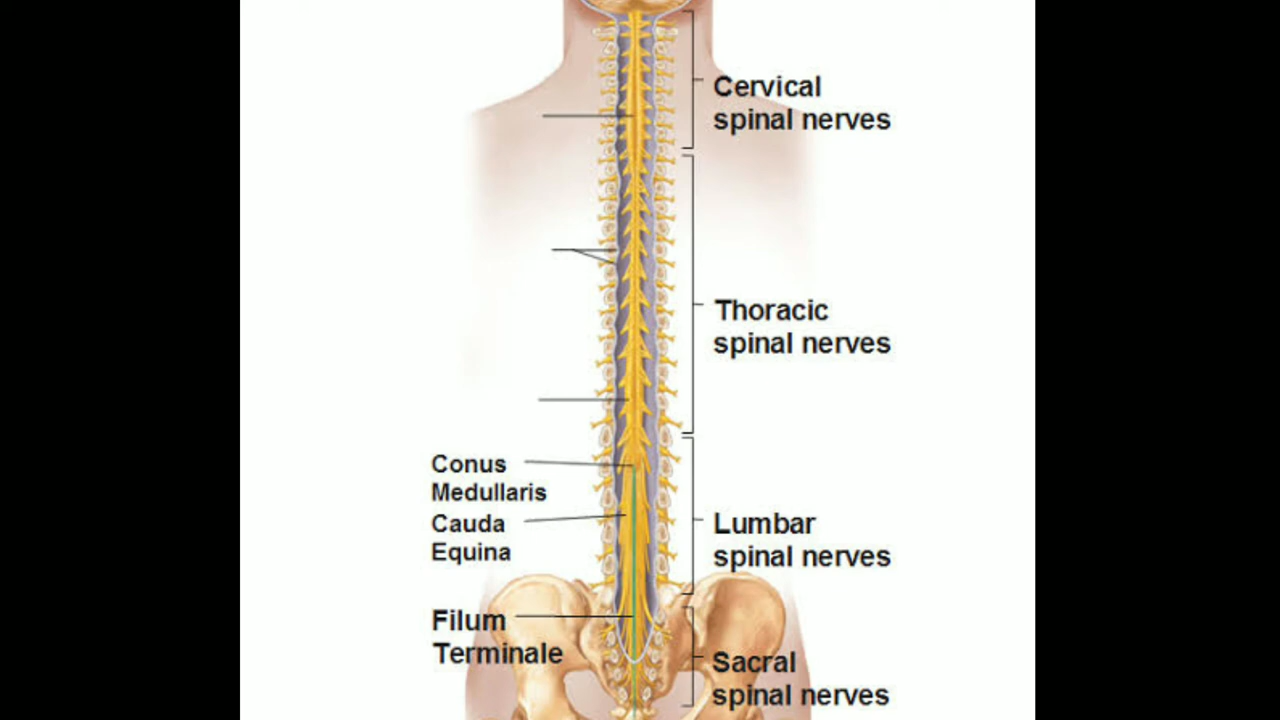 Cervical
spinal nerves
Thoracic
spinal nerves
Conus
Medullaris
Cauda
Equina
Lumbar
spinal nerves
Filum
Terminale
Sacral
spinal nerves